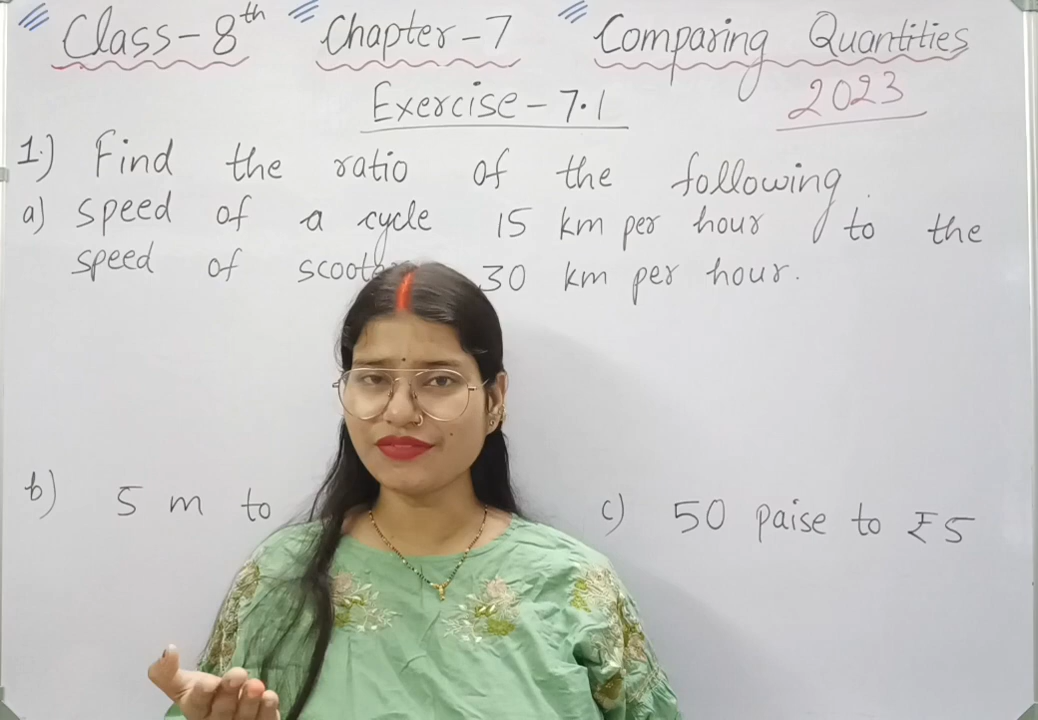 Class-8th Chapter-7 Comparing Quantities
Exercise-7.1 2023
1.) Find the ratio of the following.
a) speed of a cycle 15 km per hour to the
speed of 30 km per hour.
b) 5 m to c) 50 paise to ₹5